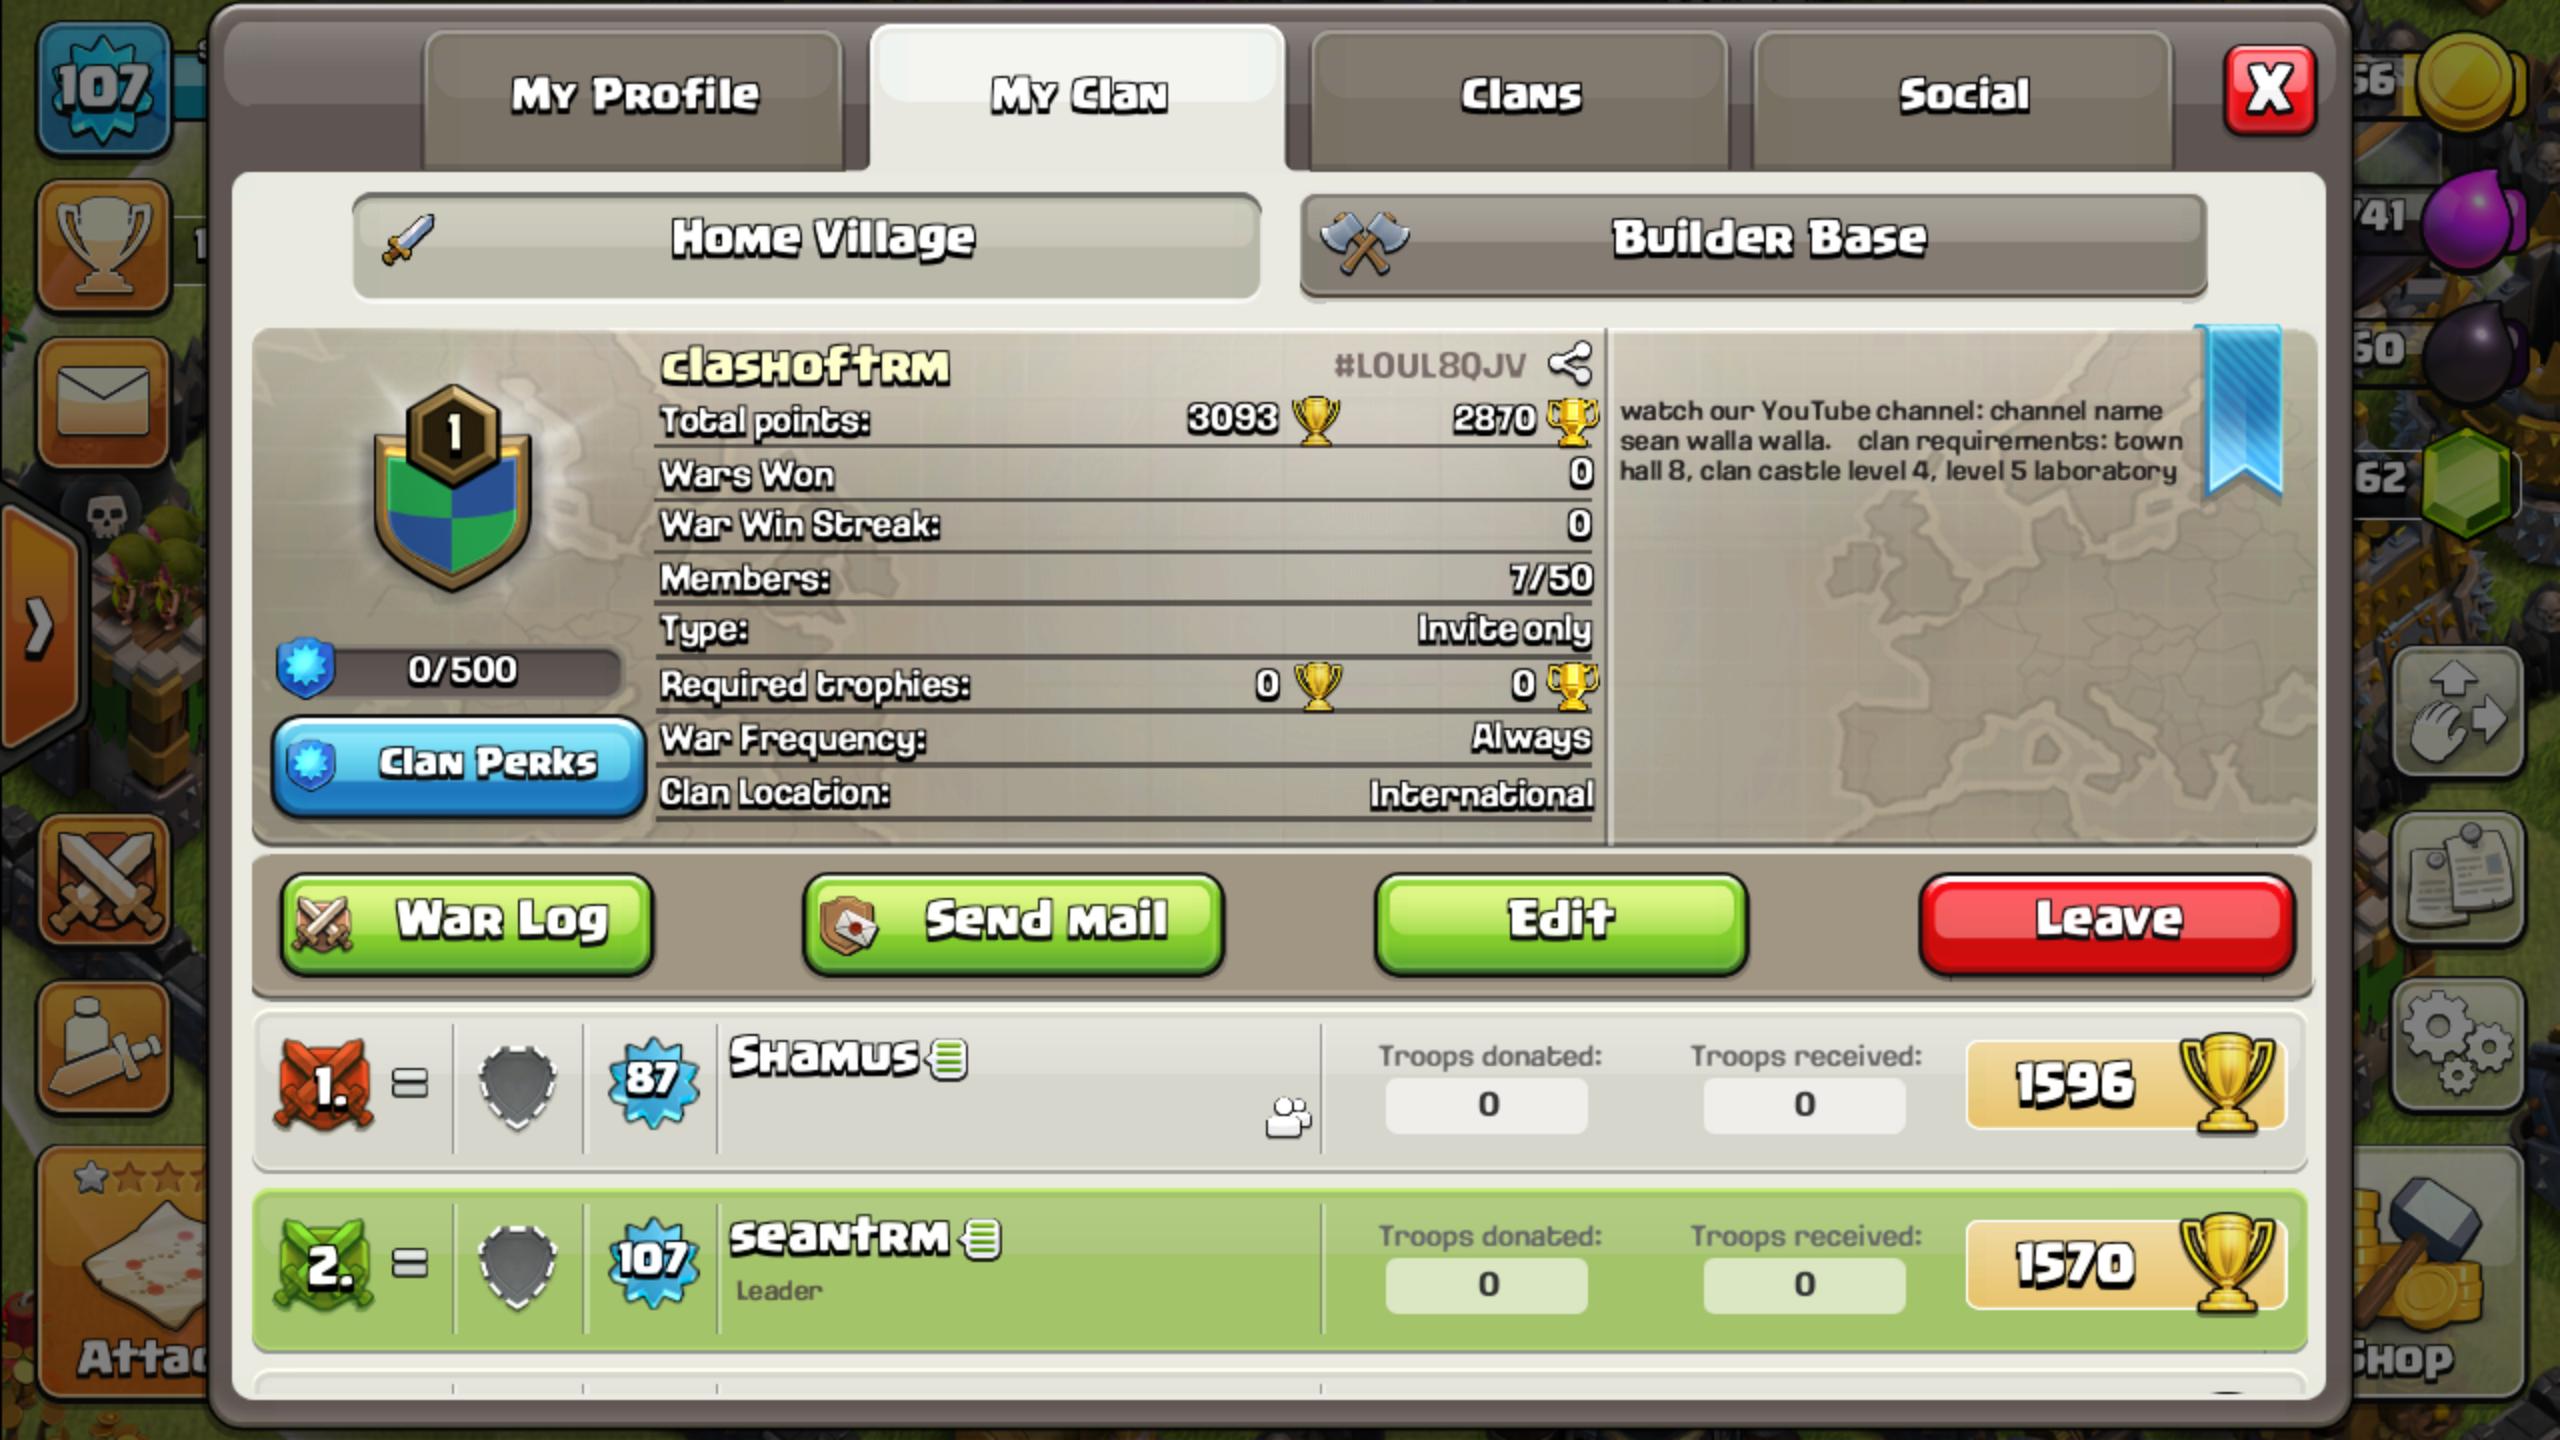 107
My Profile
My Clan
Clans
Social
X
Home Village
Builder Base
1
clashoftrm
#LOUL8QJV
Total points:
3093
2870
Wars Won
0
War Win Streak:
0
Members:
7/50
Type:
Invite only
Required trophies:
0
0
War Frequency:
Always
Clan Location:
International
0/500
Clan Perks
watch our YouTube channel: channel name
sean walla walla. clan requirements: town
hall 8, clan castle level 4, level 5 laboratory
War Log
Send mail
Edit
Leave
1.
=
87
Shamus
Troops donated:
0
Troops received:
0
1596
2.
=
107
seantrm
Leader
Troops donated:
0
Troops received:
0
1570
56
741
50
62
Attac
Shop